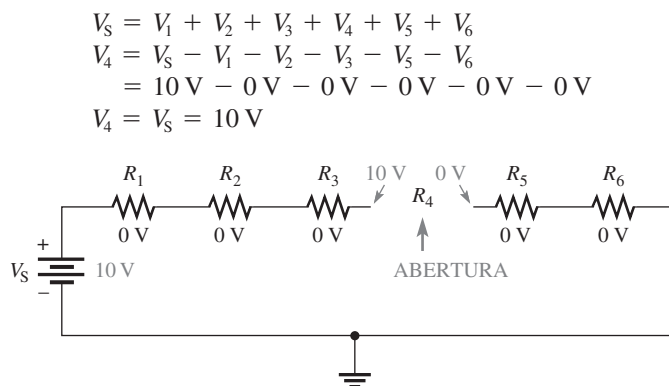 V_S = V_1 + V_2 + V_3 + V_4 + V_5 + V_6
V_4 = V_S − V_1 − V_2 − V_3 − V_5 − V_6
= 10 V − 0 V − 0 V − 0 V − 0 V − 0 V
V_4 = V_S = 10 V
R_1 R_2 R_3 10 V R_4 0 V R_5 R_6
0 V 0 V 0 V 0 V 0 V
+
V_S 10 V ABERTURA
−